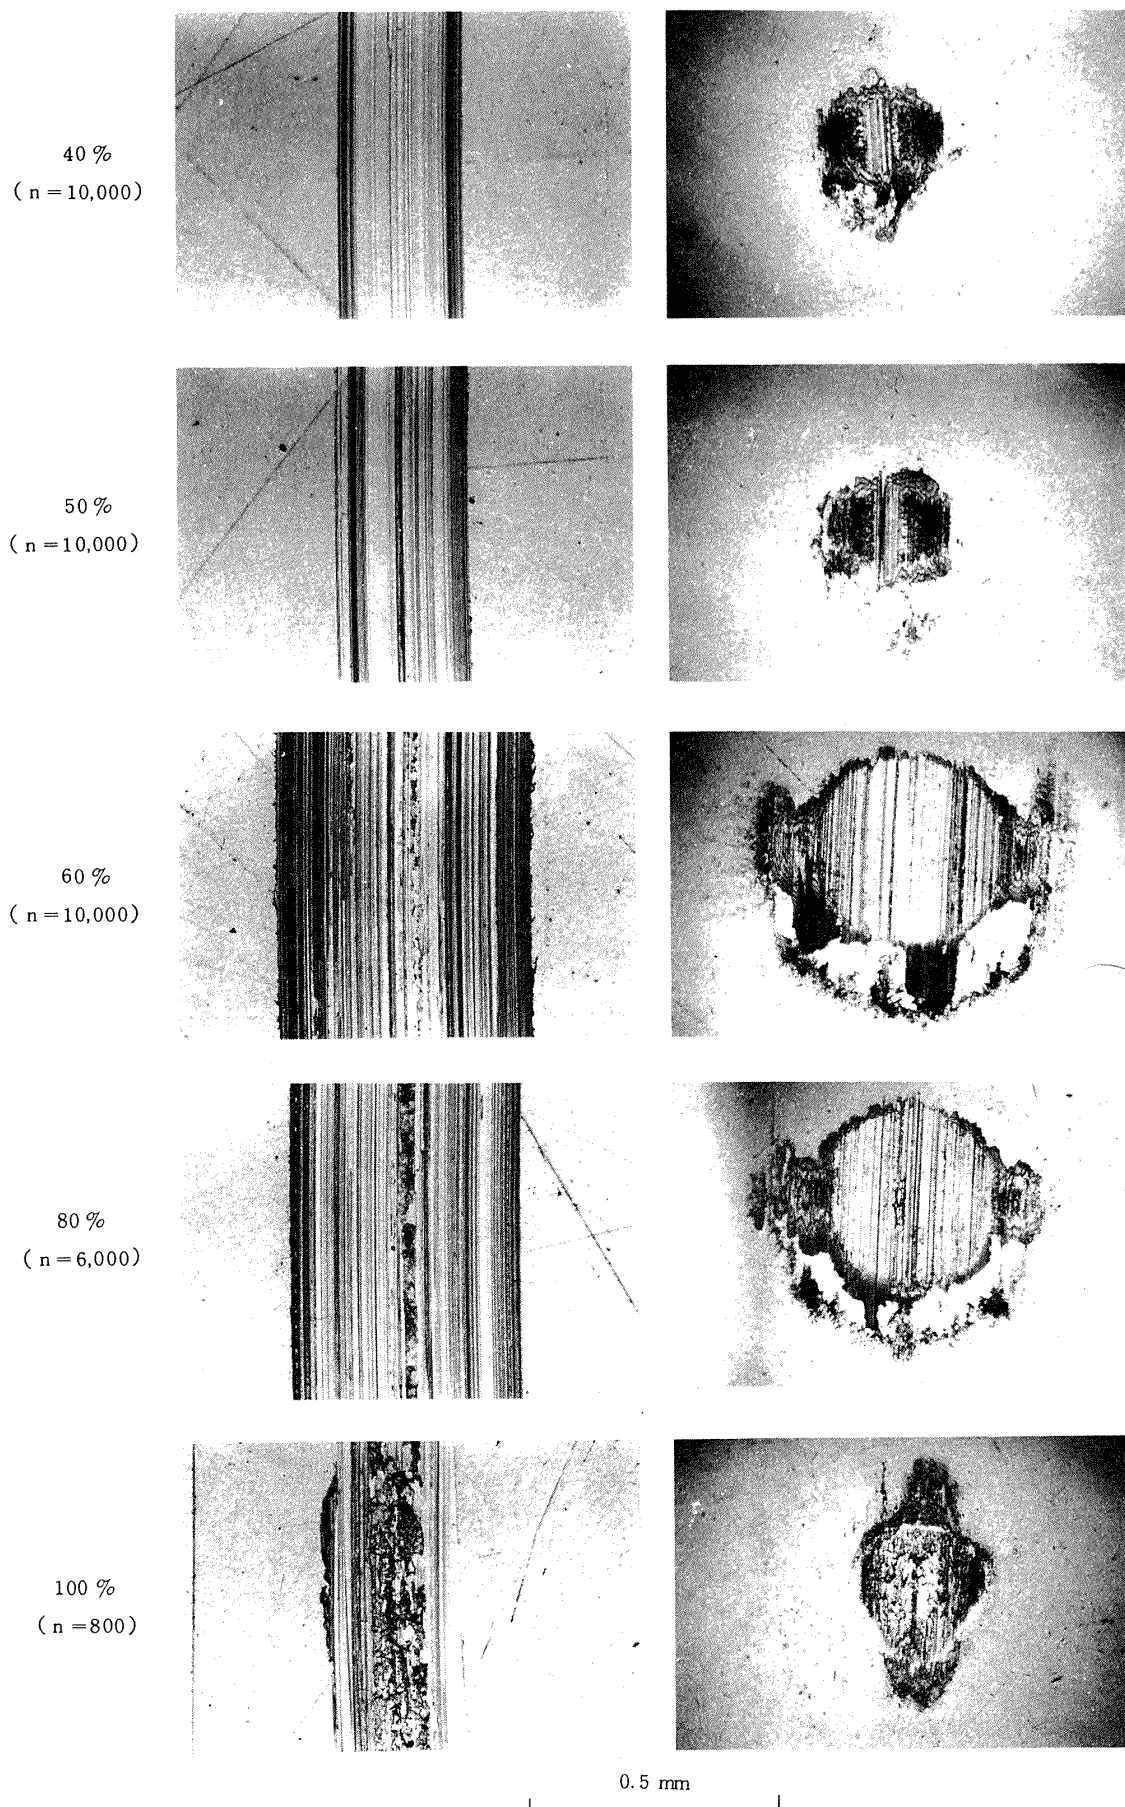 40 %
( n = 10,000)
50 %
( n = 10,000)
60 %
( n = 10,000)
80 %
( n = 6,000)
100 %
( n = 800)
0.5 mm